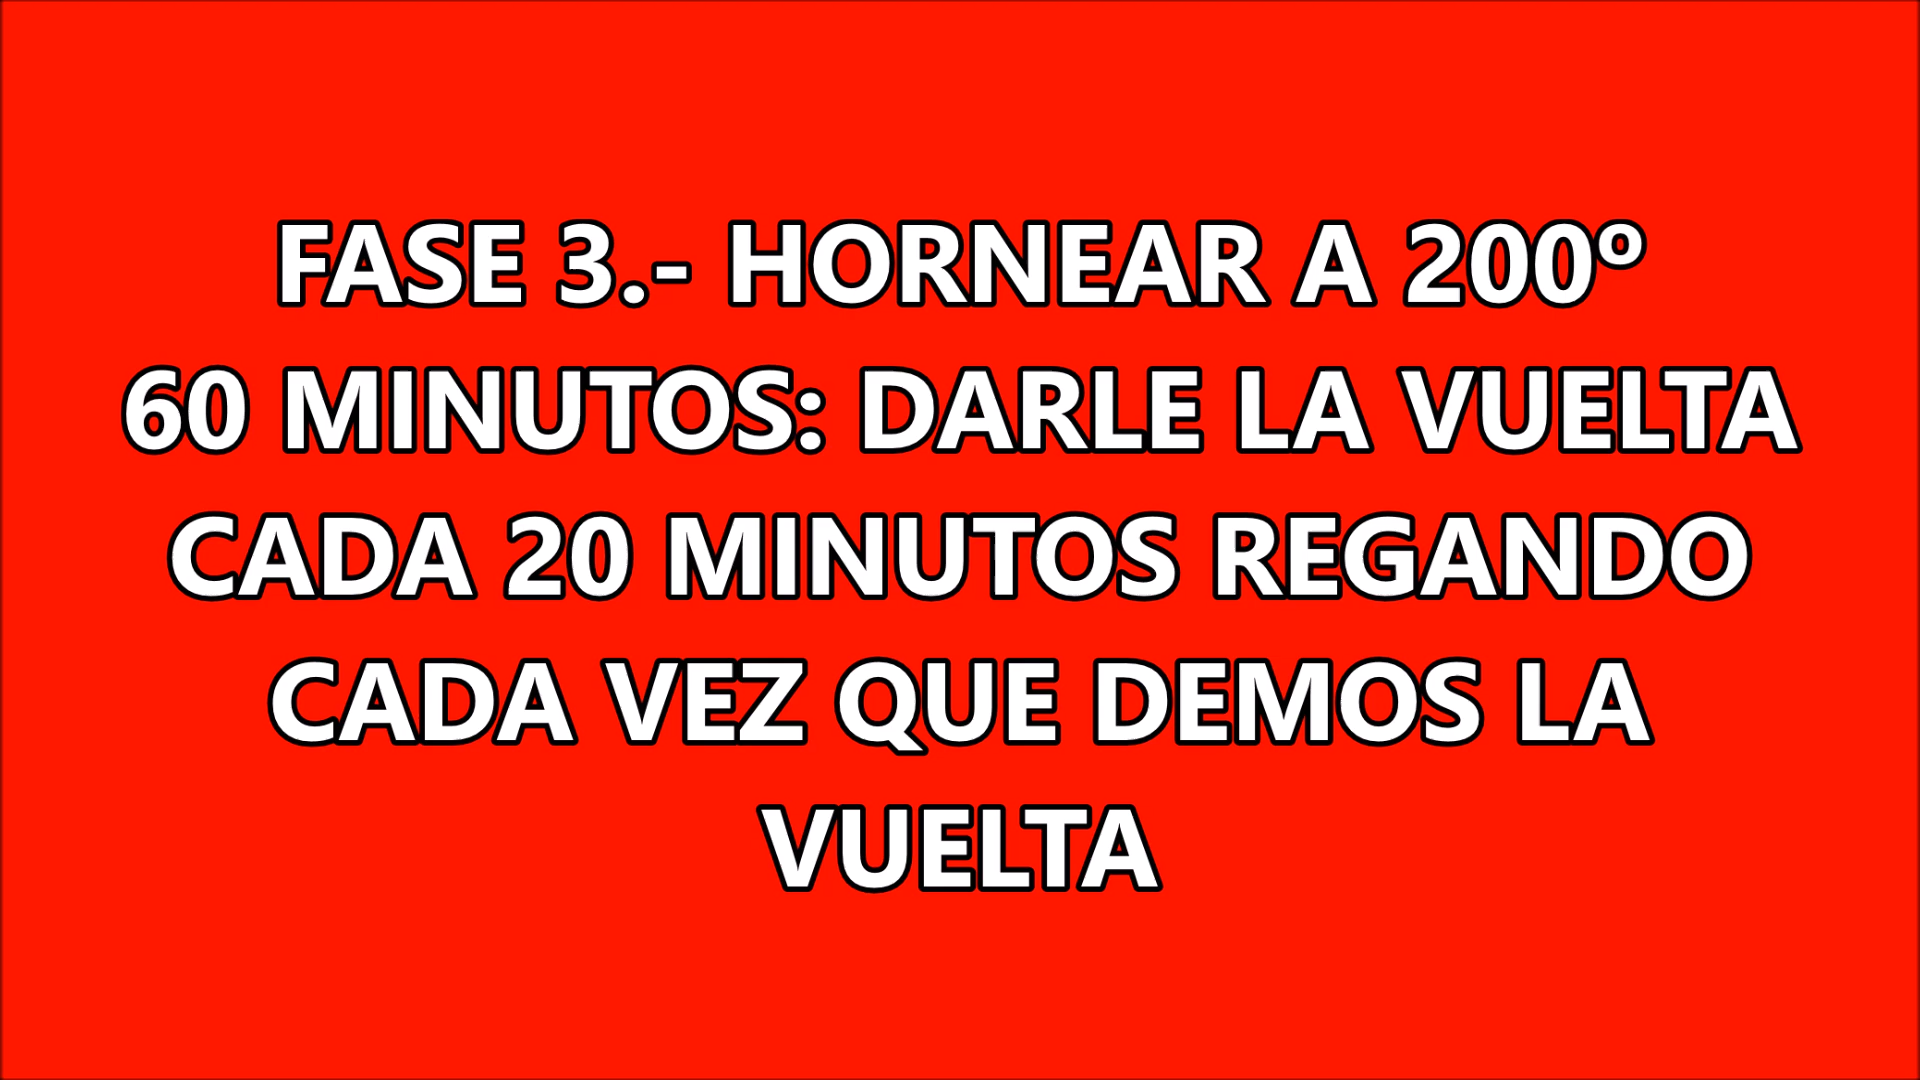 FASE 3.- HORNEAR A 200º
60 MINUTOS: DARLE LA VUELTA
CADA 20 MINUTOS REGANDO
CADA VEZ QUE DEMOS LA
VUELTA